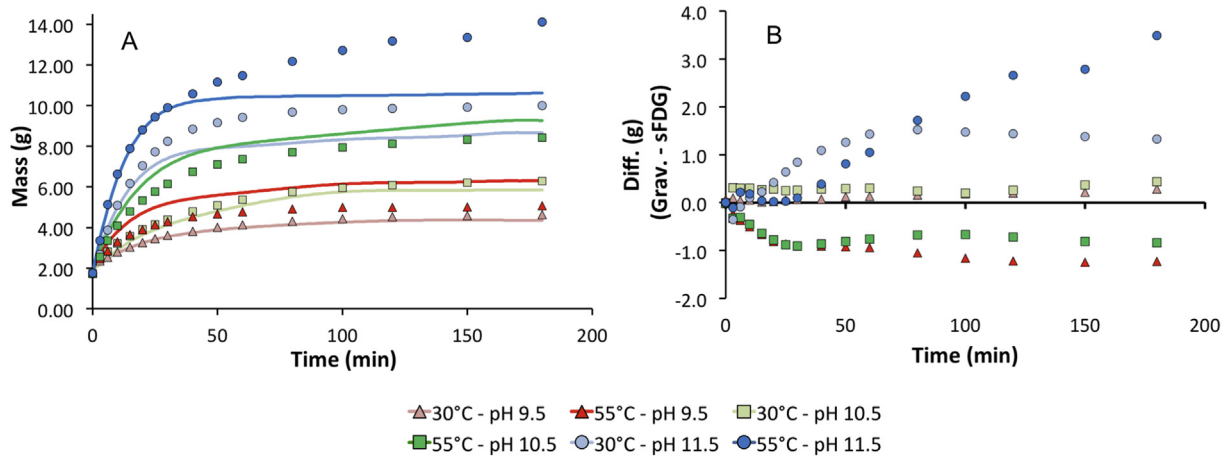 A
14.00
12.00
10.00
8.00
6.00
4.00
2.00
0.00
Mass (g)
0
50
100
150
200
Time (min)
B
4.0
3.0
2.0
1.0
0.0
-1.0
-2.0
Diff. (g)
(Grav. - sFDG)
0
50
100
150
200
Time (min)
30°C - pH 9.5
55°C - pH 9.5
30°C - pH 10.5
55°C - pH 10.5
30°C - pH 11.5
55°C - pH 11.5